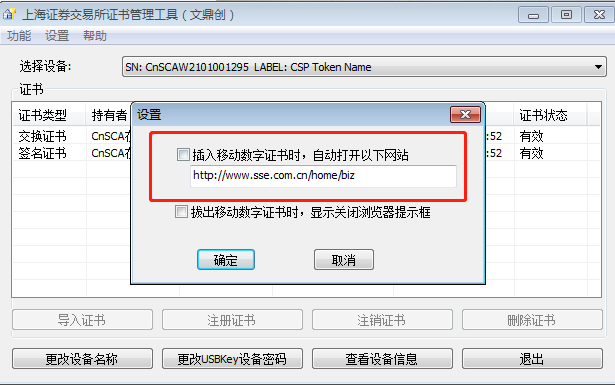 上海证券交易所证书管理工具（文鼎创）
功能 设置 帮助
选择设备: SN: CnSCAW2101001295 LABEL: CSP Token Name
证书
证书类型 持有者 证书状态
交换证书 CnSCA :52 有效
签名证书 CnSCA :52 有效
设置
插入移动数字证书时，自动打开以下网站
http://www.sse.com.cn/home/biz
拔出移动数字证书时，显示关闭浏览器提示框
确定 取消
导入证书 注册证书 注销证书 删除证书
更改设备名称 更改USBKey设备密码 查看设备信息 退出